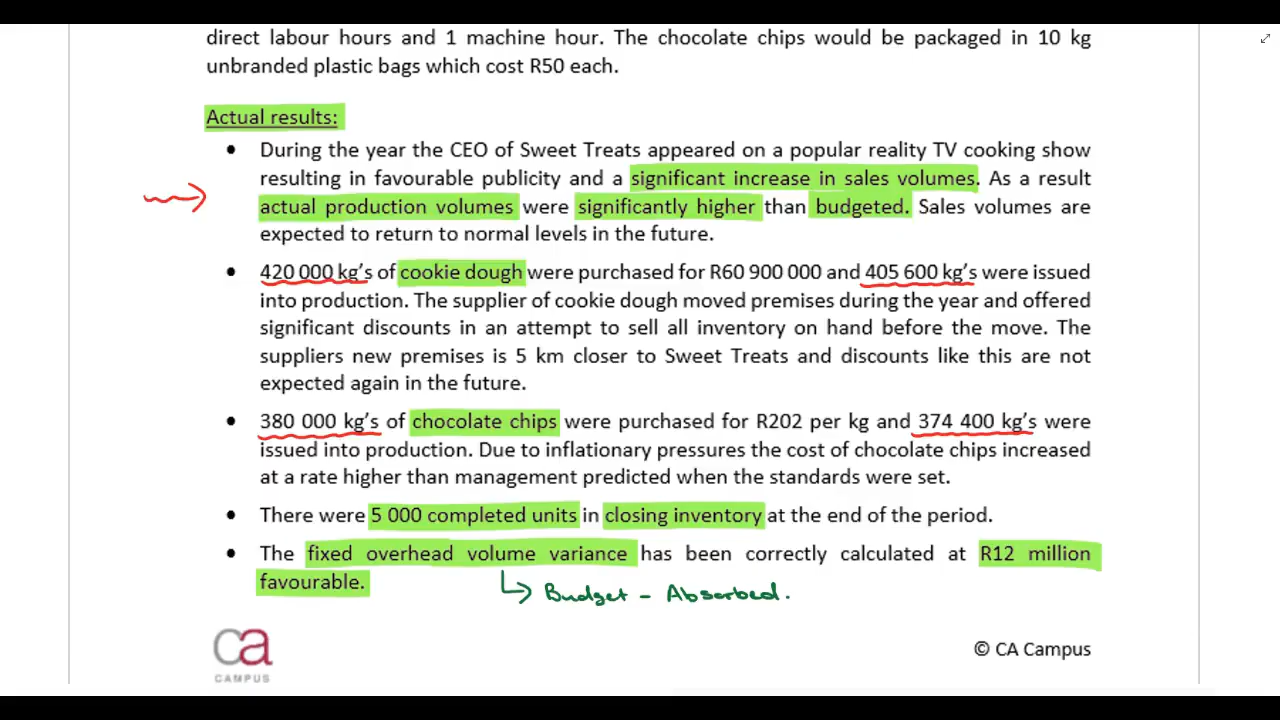 direct labour hours and 1 machine hour. The chocolate chips would be packaged in 10 kg
unbranded plastic bags which cost R50 each.
Actual results:
• During the year the CEO of Sweet Treats appeared on a popular reality TV cooking show
resulting in favourable publicity and a significant increase in sales volumes. As a result
actual production volumes were significantly higher than budgeted. Sales volumes are
expected to return to normal levels in the future.
• 420 000 kg's of cookie dough were purchased for R60 900 000 and 405 600 kg's were issued
into production. The supplier of cookie dough moved premises during the year and offered
significant discounts in an attempt to sell all inventory on hand before the move. The
suppliers new premises is 5 km closer to Sweet Treats and discounts like this are not
expected again in the future.
• 380 000 kg's of chocolate chips were purchased for R202 per kg and 374 400 kg's were
issued into production. Due to inflationary pressures the cost of chocolate chips increased
at a rate higher than management predicted when the standards were set.
• There were 5 000 completed units in closing inventory at the end of the period.
• The fixed overhead volume variance has been correctly calculated at R12 million
favourable.
Budget - Absorbed.
ca
CAMPUS
© CA Campus